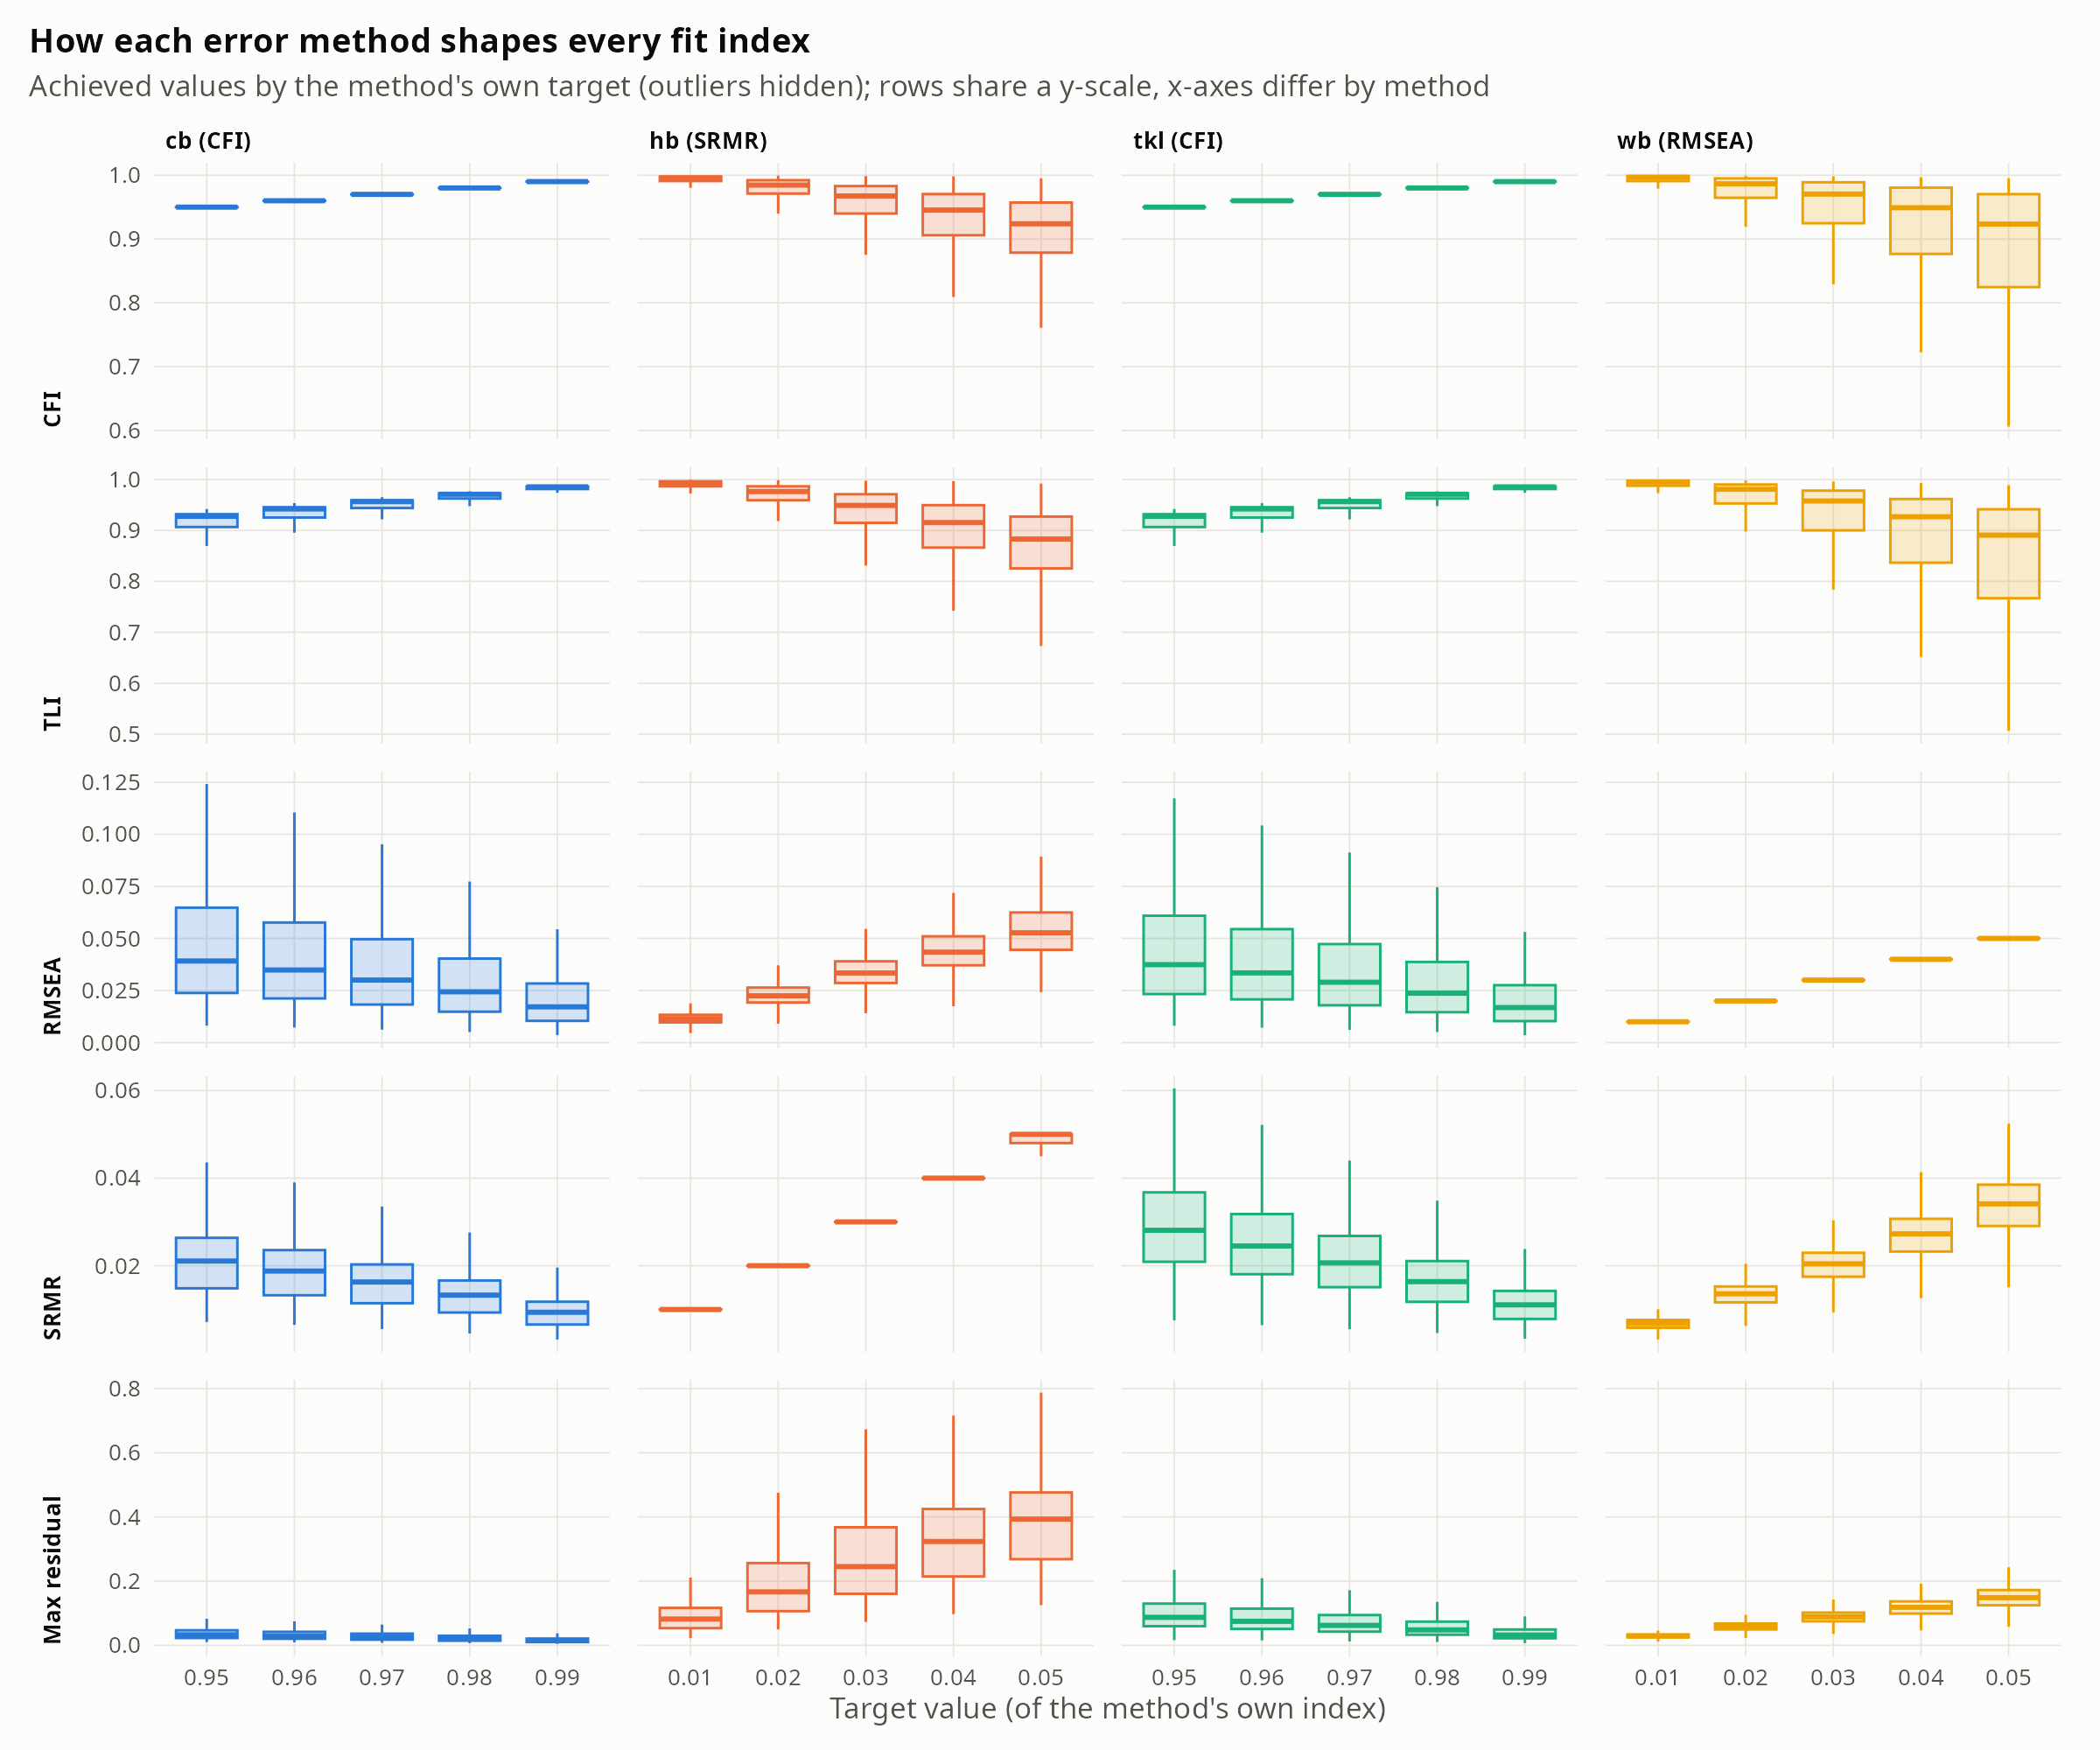 How each error method shapes every fit index
Achieved values by the method's own target (outliers hidden); rows share a y-scale, x-axes differ by method
cb (CFI) hb (SRMR) tkl (CFI) wb (RMSEA)
1.0
0.9
0.8
0.7
0.6
CFI
1.0
0.9
0.8
0.7
0.6
0.5
TLI
0.125
0.100
0.075
0.050
0.025
0.000
RMSEA
0.06
0.04
0.02
SRMR
0.8
0.6
0.4
0.2
0.0
Max residual
0.95 0.96 0.97 0.98 0.99 0.01 0.02 0.03 0.04 0.05 0.95 0.96 0.97 0.98 0.99 0.01 0.02 0.03 0.04 0.05
Target value (of the method's own index)